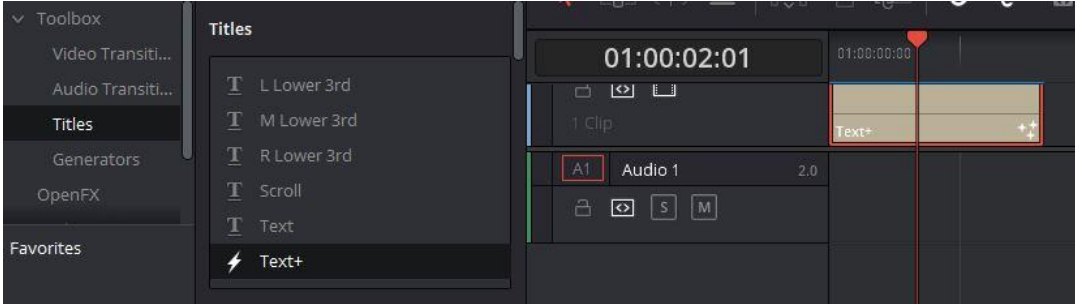 Toolbox
Video Transiti...
Audio Transiti...
Titles
Generators
OpenFX
Favorites
Titles
L Lower 3rd
M Lower 3rd
R Lower 3rd
Scroll
Text
Text+
01:00:02:01
01:00:00:00
1 Clip
Text+
A1 Audio 1 2.0
S M